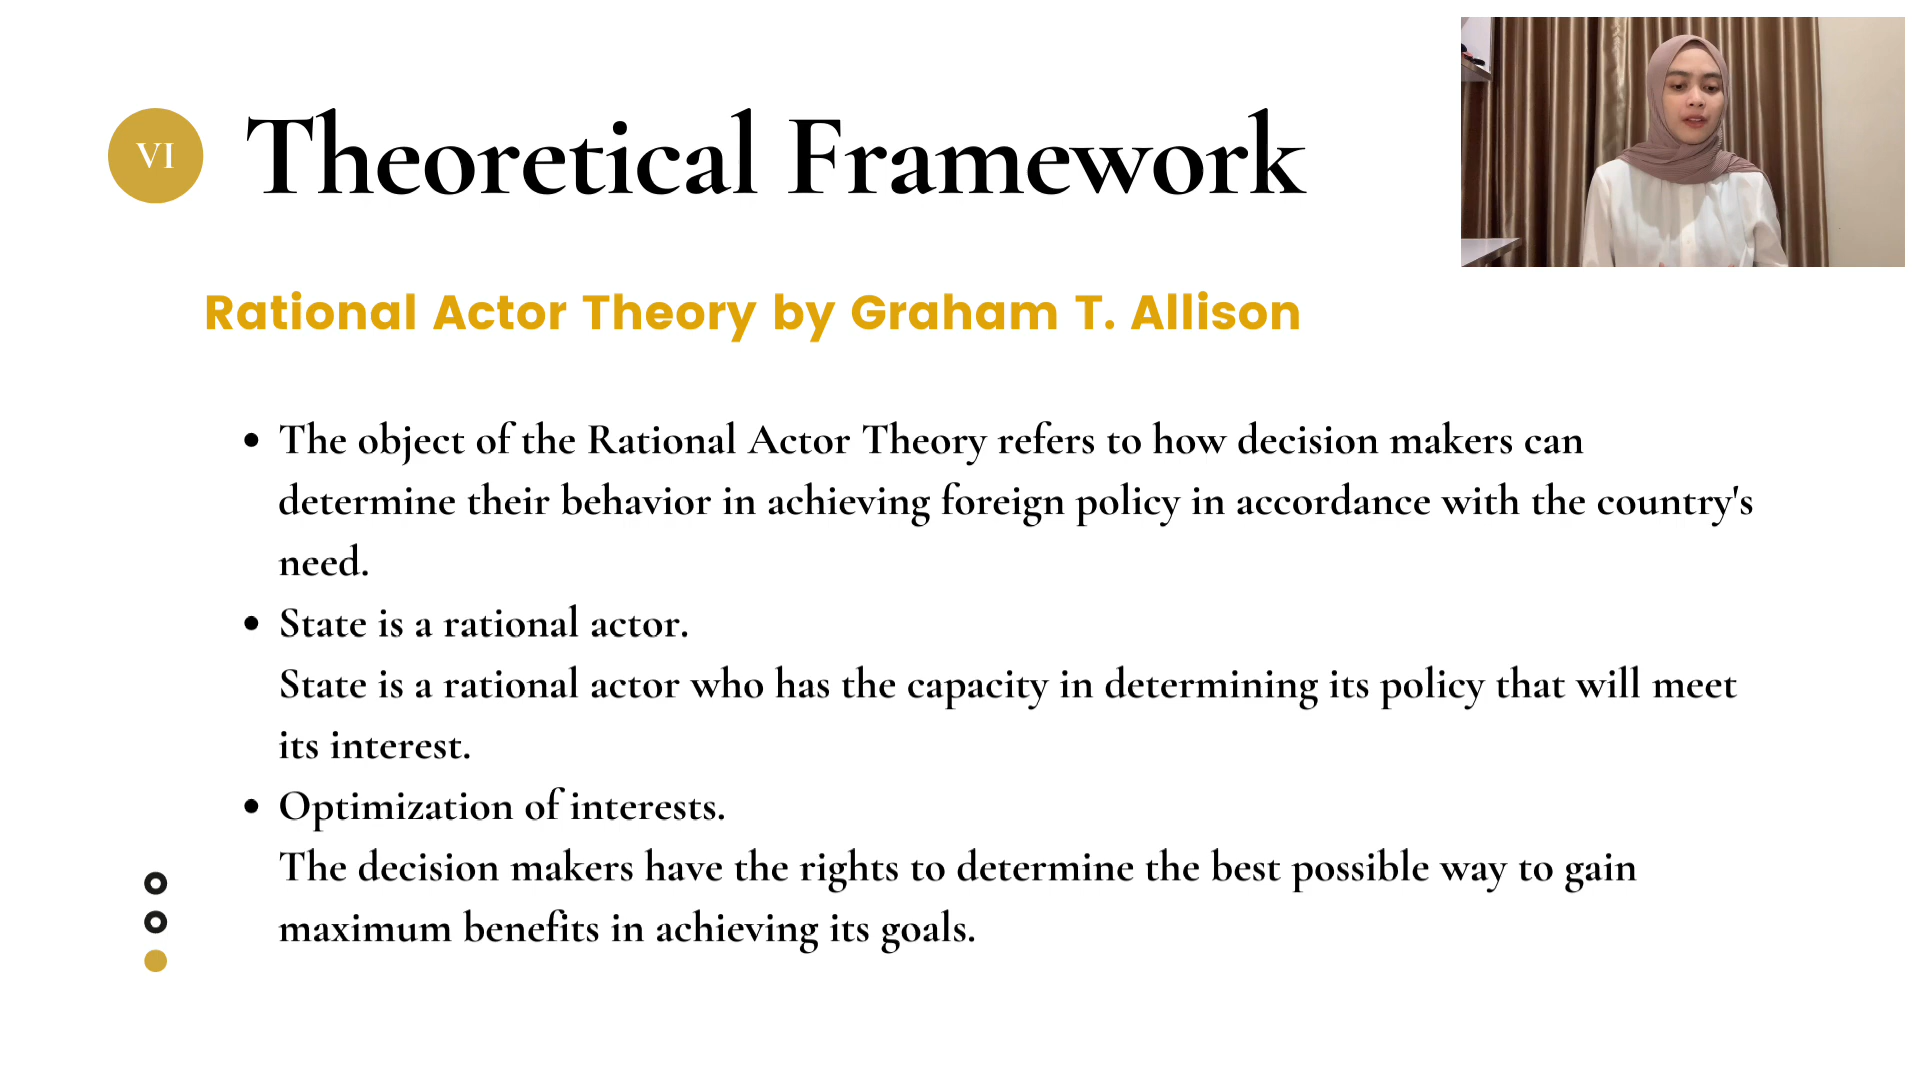 VI
Theoretical Framework
Rational Actor Theory by Graham T. Allison
• The object of the Rational Actor Theory refers to how decision makers can
determine their behavior in achieving foreign policy in accordance with the country's
need.
• State is a rational actor.
State is a rational actor who has the capacity in determining its policy that will meet
its interest.
• Optimization of interests.
The decision makers have the rights to determine the best possible way to gain
maximum benefits in achieving its goals.